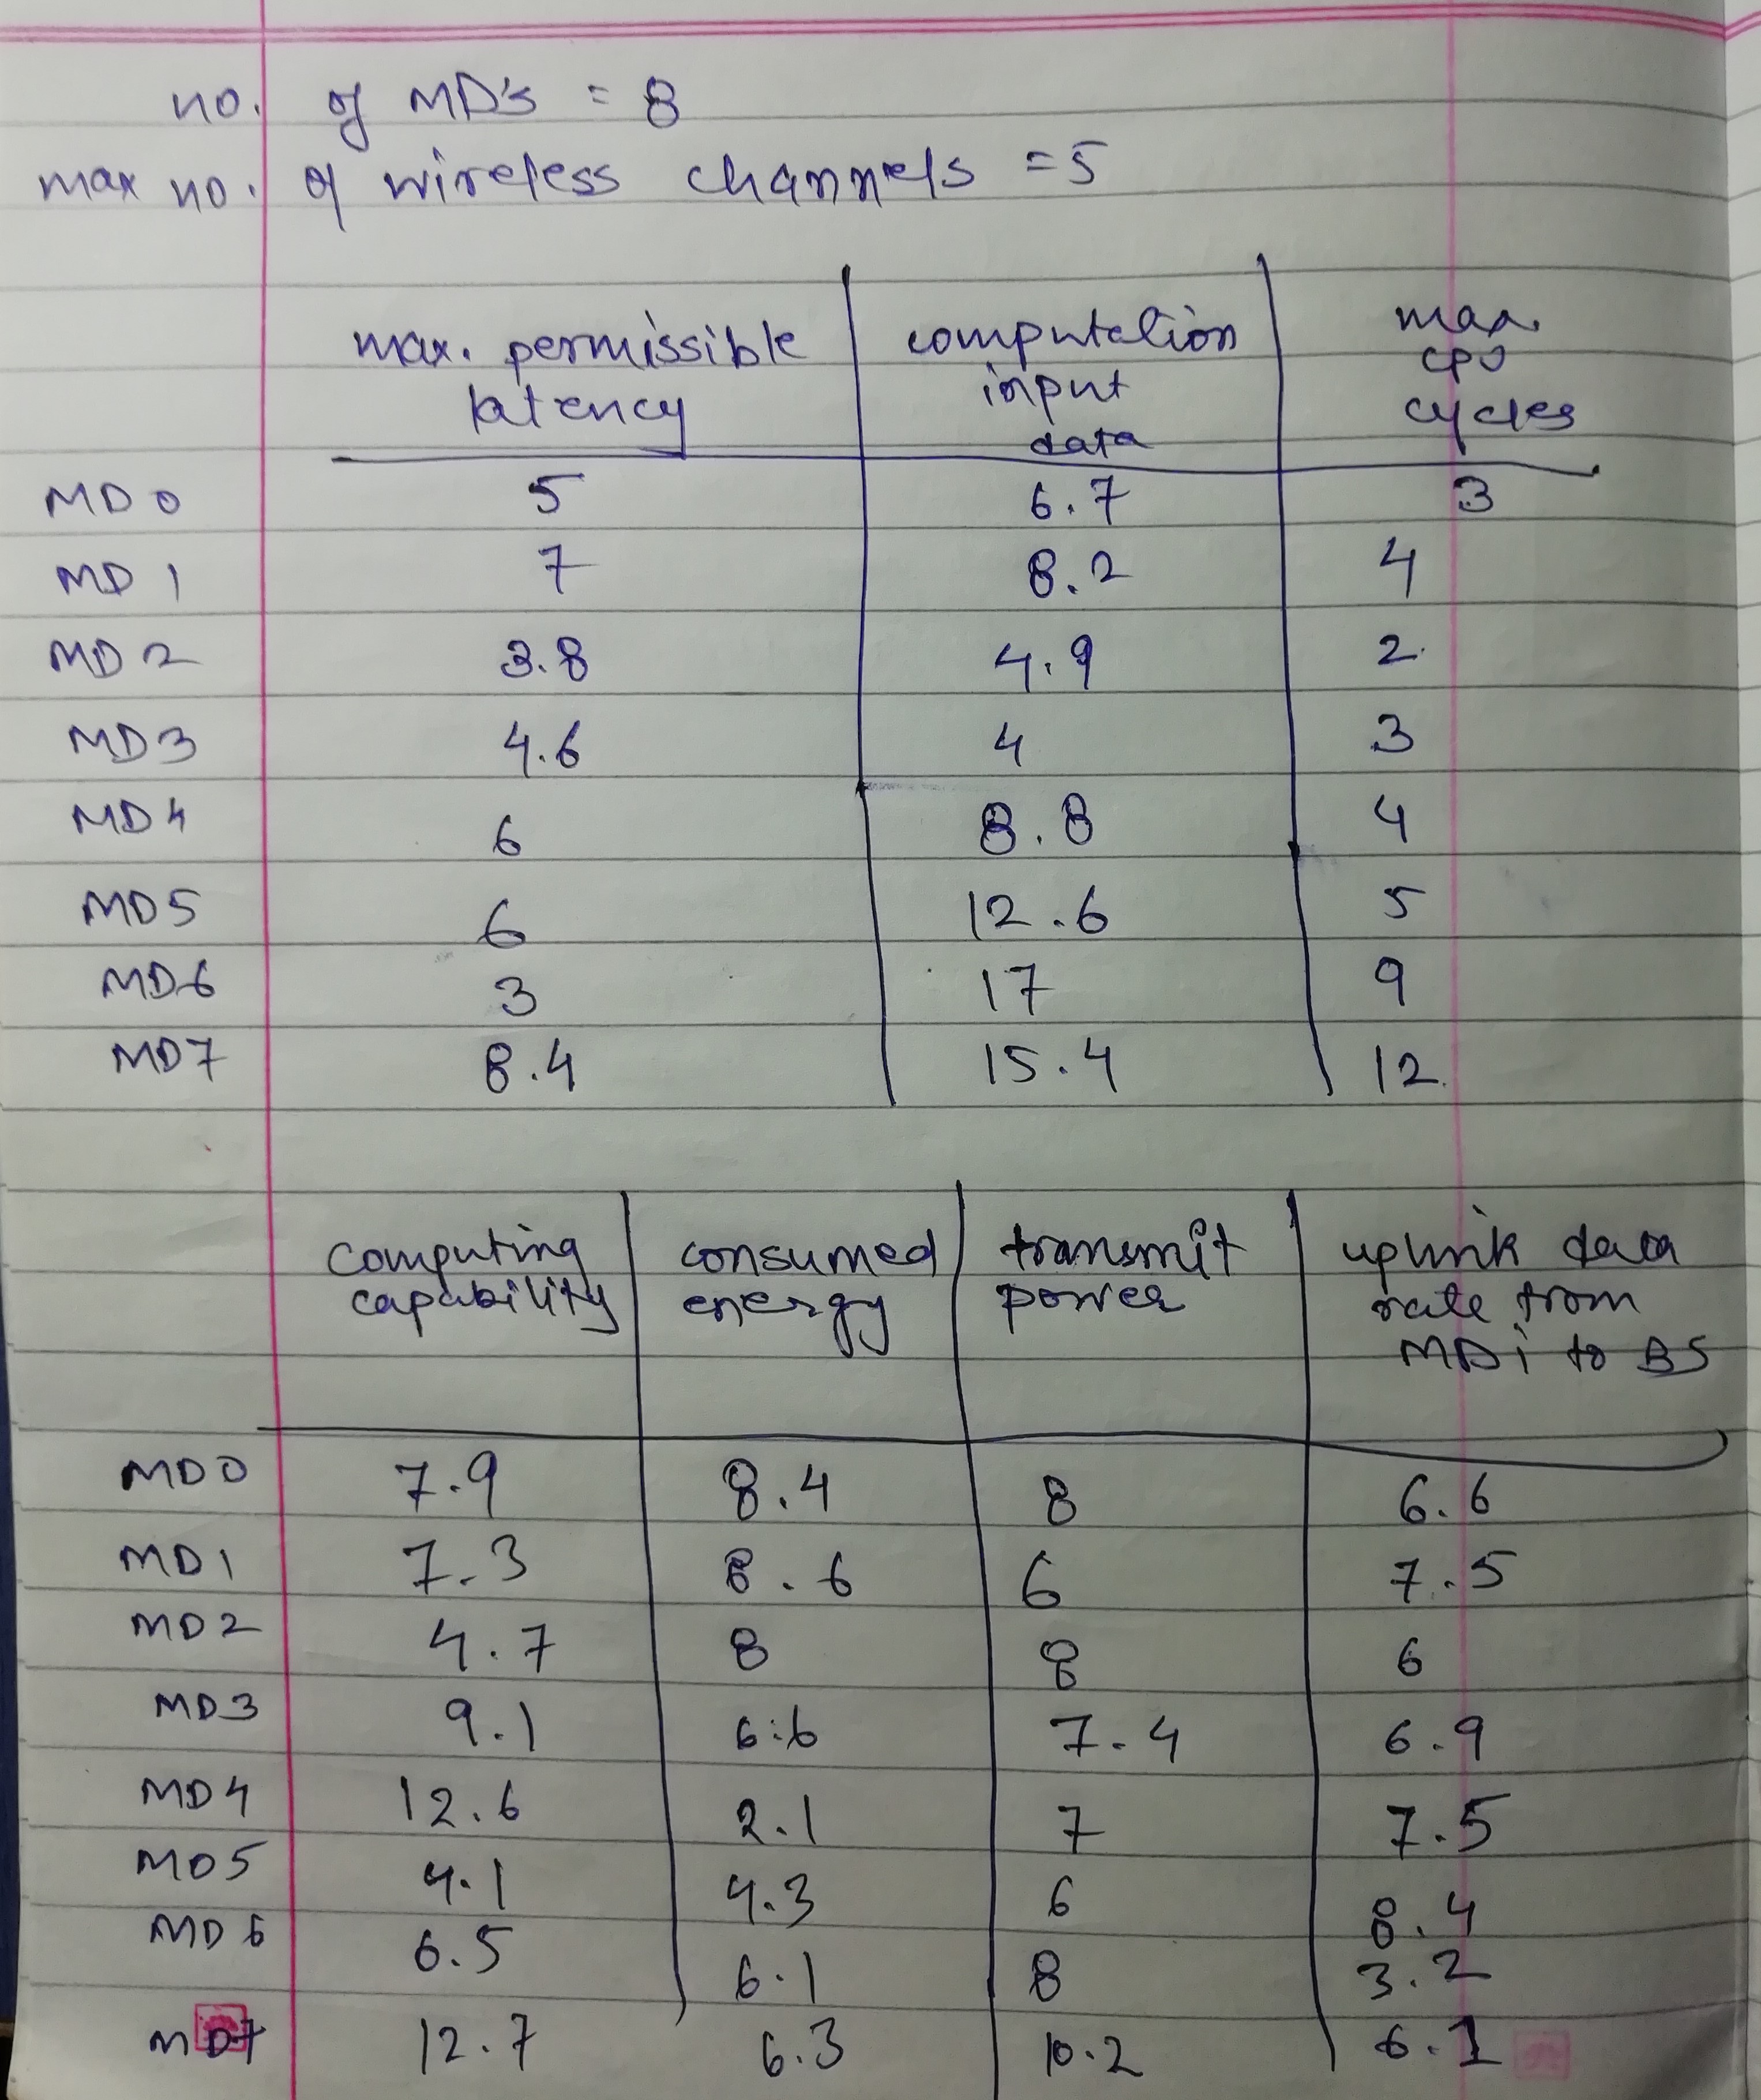 no. of MD's = 8
max no. of wireless channels = 5
max. permissible latency | computation input data | max. CPU cycles
MD 0 5 6.7 3
MD 1 7 8.2 4
MD 2 3.8 4.9 2
MD3 4.6 4 3
MD4 6 8.8 4
MD5 6 12.6 5
MD6 3 17 9
MD7 8.4 15.4 12
computing capability | consumed energy | transmit power | uplink data rate from MDi to BS
MD0 7.9 8.4 8 6.6
MD1 7.3 8.6 6 7.5
MD2 4.7 8 8 6
MD3 9.1 6.6 7.4 6.9
MD4 12.6 2.1 7 7.5
MD5 4.1 4.3 6 8.4
MD6 6.5 6.1 8 3.2
MD7 12.7 6.3 10.2 6.1